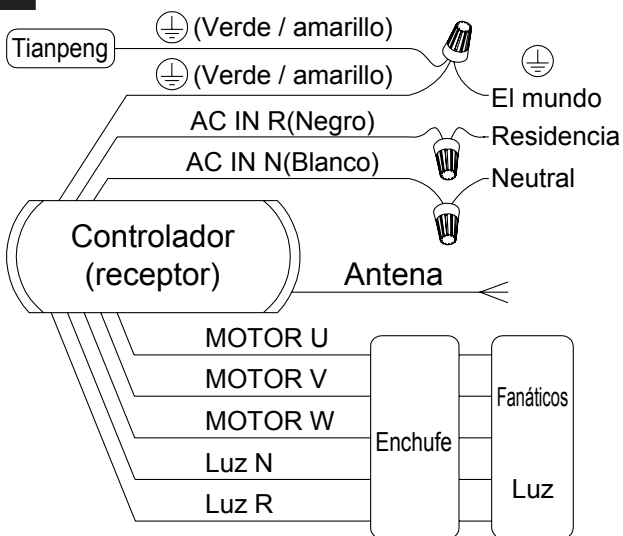 (Verde / amarillo)
Tianpeng
(Verde / amarillo)
El mundo
AC IN R(Negro)
Residencia
AC IN N(Blanco)
Neutral
Controlador
(receptor)
Antena
MOTOR U
MOTOR V
MOTOR W
Luz N
Luz R
Enchufe
Fanáticos
Luz